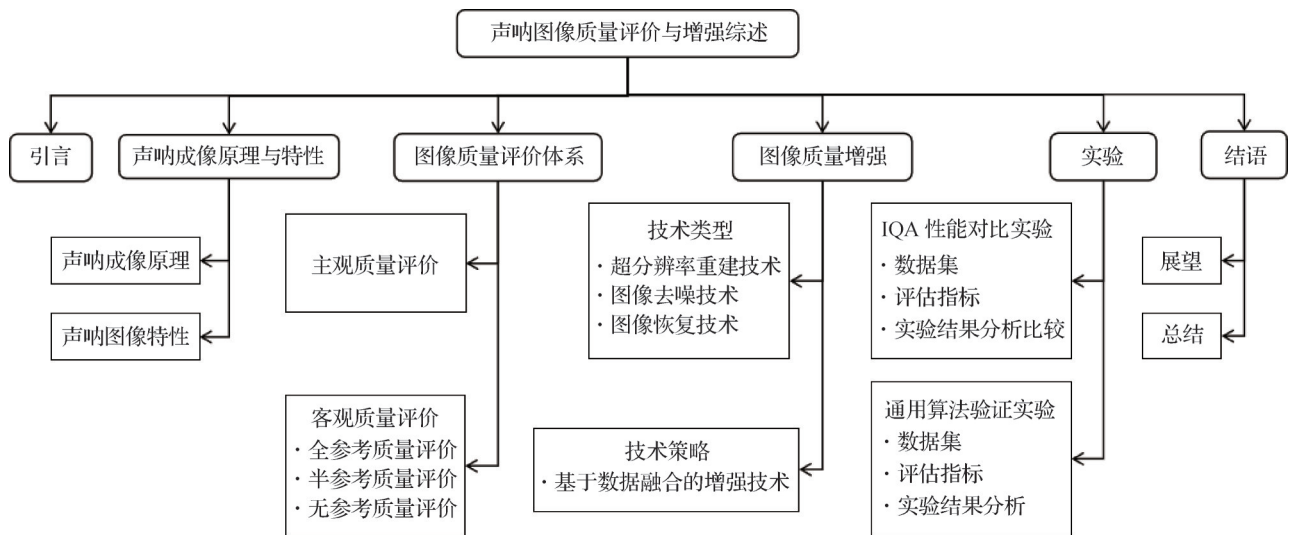 声呐图像质量评价与增强综述
引言
声呐成像原理与特性
图像质量评价体系
图像质量增强
实验
结语
声呐成像原理
声呐图像特性
主观质量评价
客观质量评价
·全参考质量评价
·半参考质量评价
·无参考质量评价
技术类型
·超分辨率重建技术
·图像去噪技术
·图像恢复技术
技术策略
·基于数据融合的增强技术
IQA 性能对比实验
·数据集
·评估指标
·实验结果分析比较
通用算法验证实验
·数据集
·评估指标
·实验结果分析
展望
总结